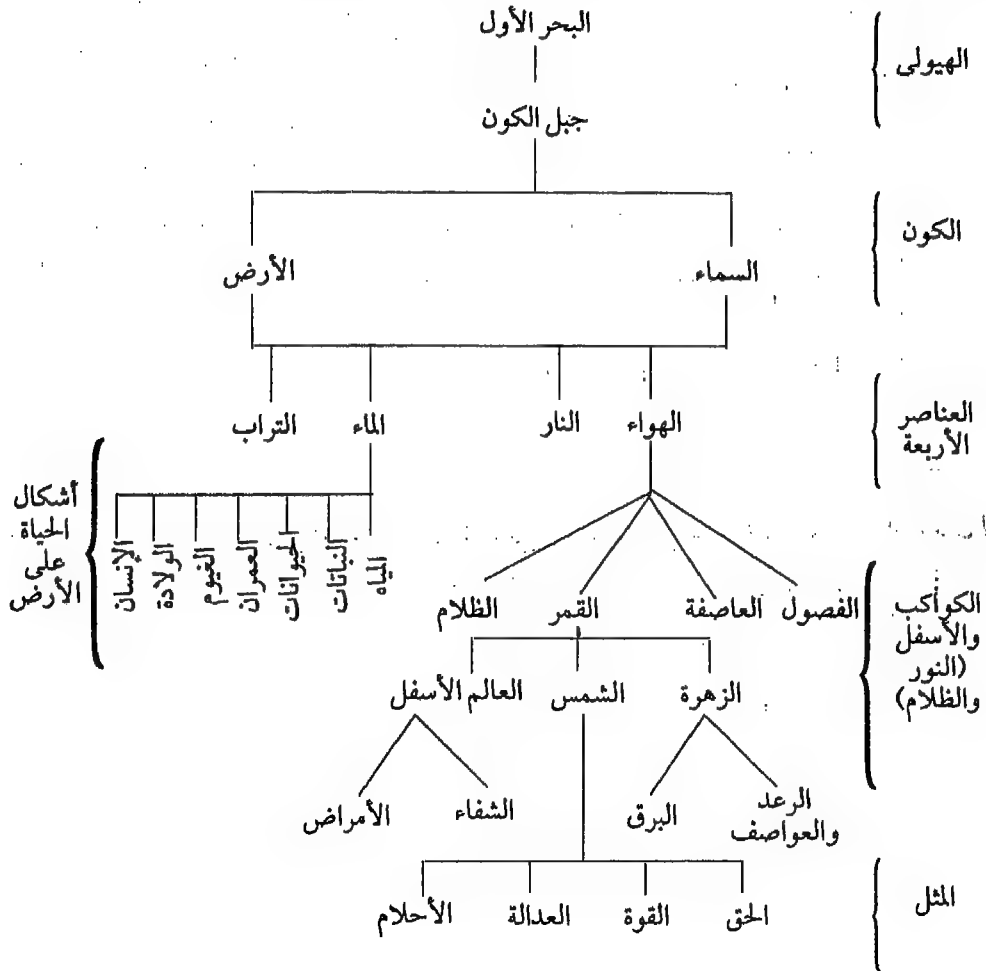 البحر الأول
الهيولى
جبل الكون
الكون
السماء
الأرض
العناصر
الأربعة
الهواء
النار
الماء
التراب
أشكال
الحياة
على
الأرض
المياه
النباتات
الحيوانات
العمران
الغيوم
الولادة
الإنسان
الكواكب
والأسفل
(النور
والظلام)
الفصول
العاصفة
القمر
الظلام
الزهرة
الشمس
العالم الأسفل
الرعد
والعواصف
البرق
الشفاء
الأمراض
المثل
الحق
القوة
العدالة
الأحلام